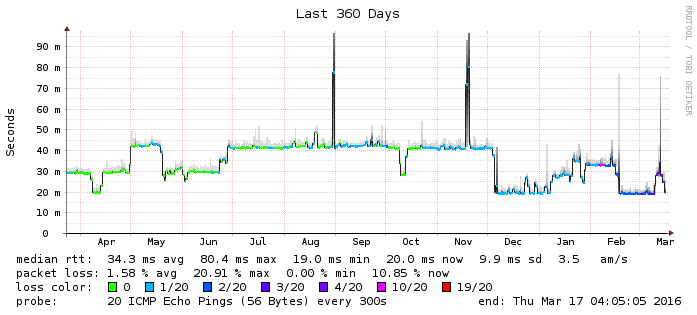 Last 360 Days
RRDTOOL / TOBI OETIKER
Seconds
90 m
80 m
70 m
60 m
50 m
40 m
30 m
20 m
10 m
0
Apr May Jun Jul Aug Sep Oct Nov Dec Jan Feb Mar
median rtt: 34.3 ms avg 80.4 ms max 19.0 ms min 20.0 ms now 9.9 ms sd 3.5 am/s
packet loss: 1.58 % avg 20.91 % max 0.00 % min 10.85 % now
loss color: 0 1/20 2/20 3/20 4/20 10/20 19/20
probe: 20 ICMP Echo Pings (56 Bytes) every 300s end: Thu Mar 17 04:05:05 2016